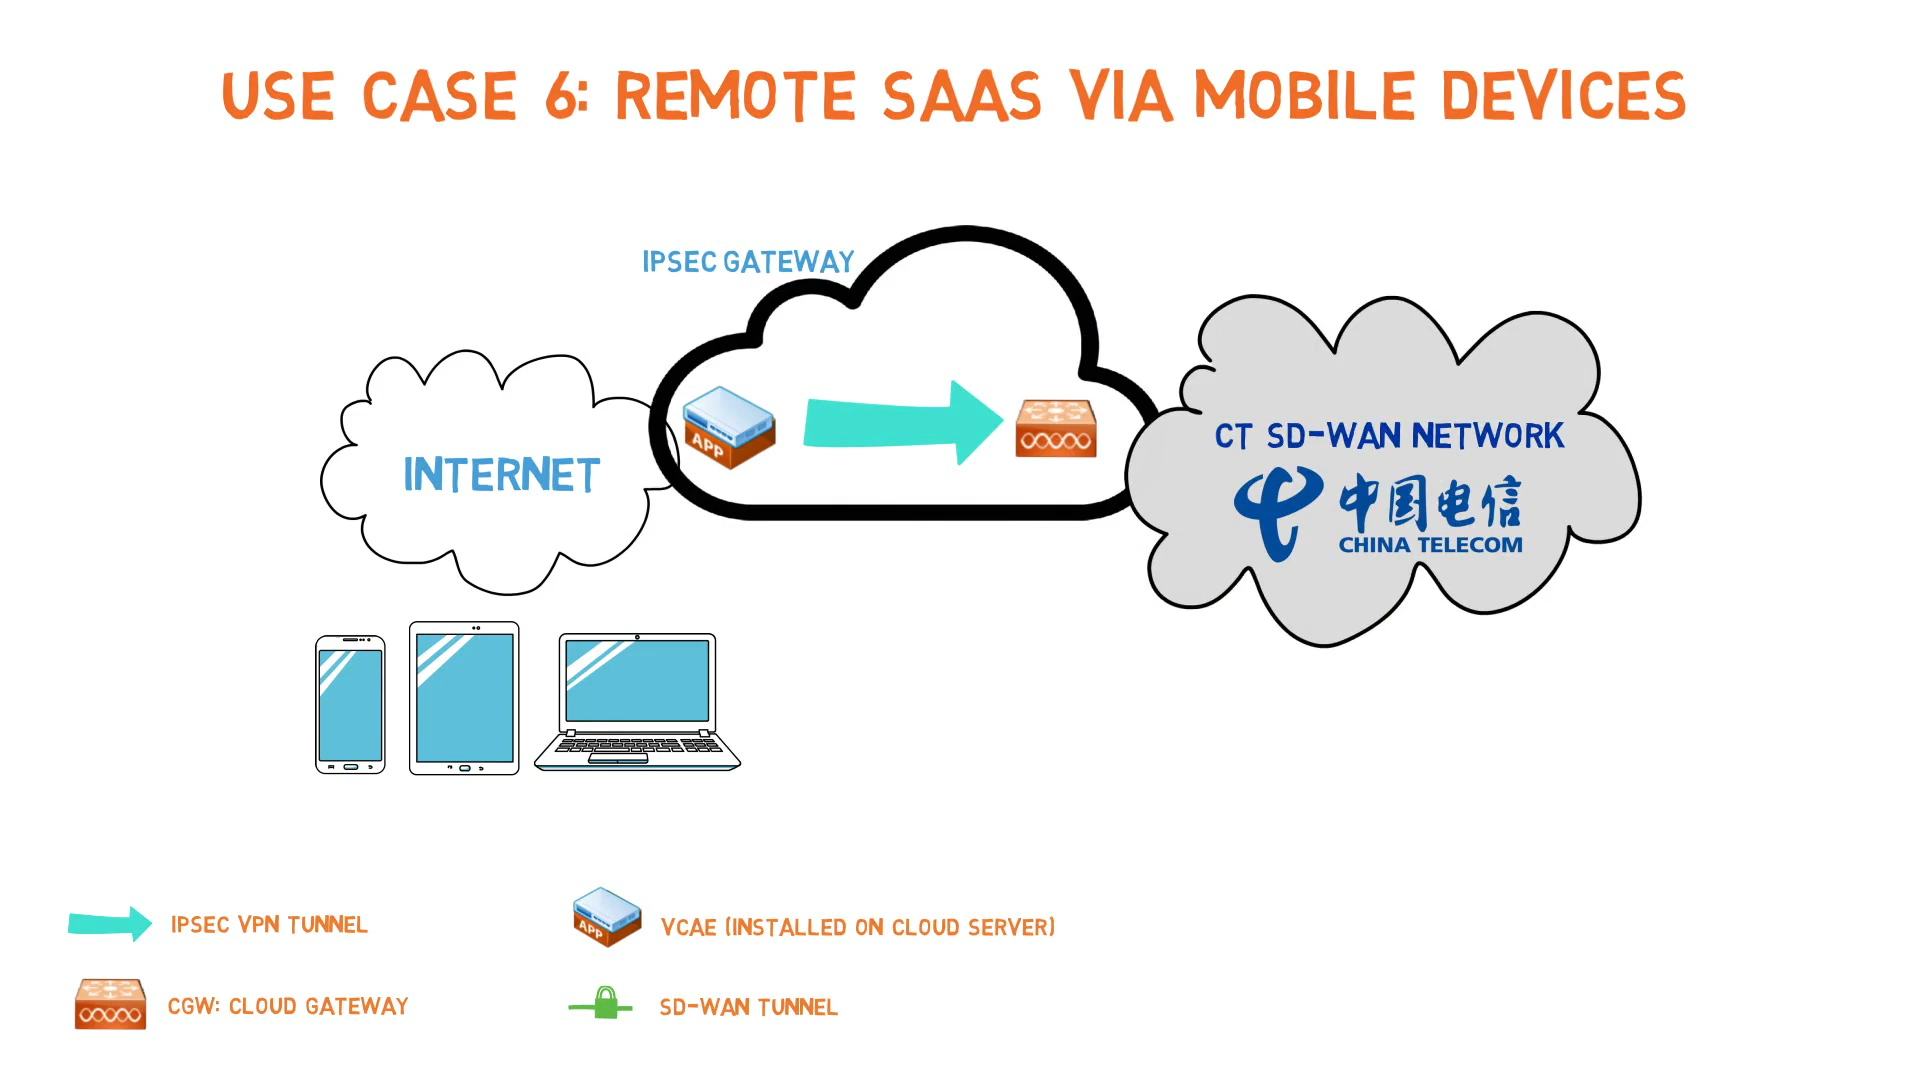 USE CASE 6: REMOTE SAAS VIA MOBILE DEVICES
IPSEC GATEWAY
INTERNET
APP
CT SD-WAN NETWORK
中国电信
CHINA TELECOM
IPSEC VPN TUNNEL
APP
VCAE (INSTALLED ON CLOUD SERVER)
CGW: CLOUD GATEWAY
SD-WAN TUNNEL